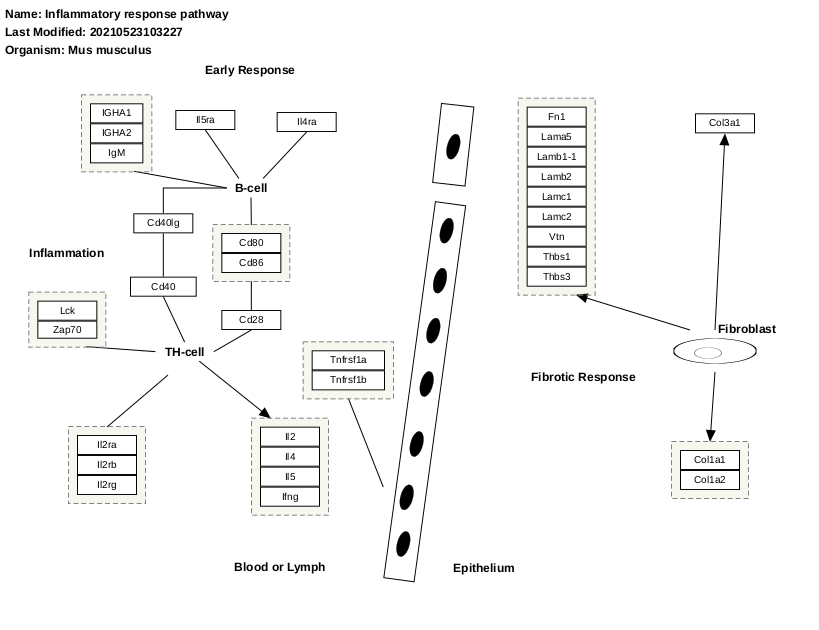 Name: Inflammatory response pathway
Last Modified: 20210523103227
Organism: Mus musculus
Early Response
IGHA1
IGHA2
IgM
Il5ra
Il4ra
B-cell
Cd40lg
Cd80
Cd86
Inflammation
Cd40
Cd28
Lck
Zap70
TH-cell
Tnfrsf1a
Tnfrsf1b
Il2ra
Il2rb
Il2rg
Il2
Il4
Il5
Ifng
Blood or Lymph
Epithelium
Fn1
Lama5
Lamb1-1
Lamb2
Lamc1
Lamc2
Vtn
Thbs1
Thbs3
Col3a1
Fibroblast
Fibrotic Response
Col1a1
Col1a2